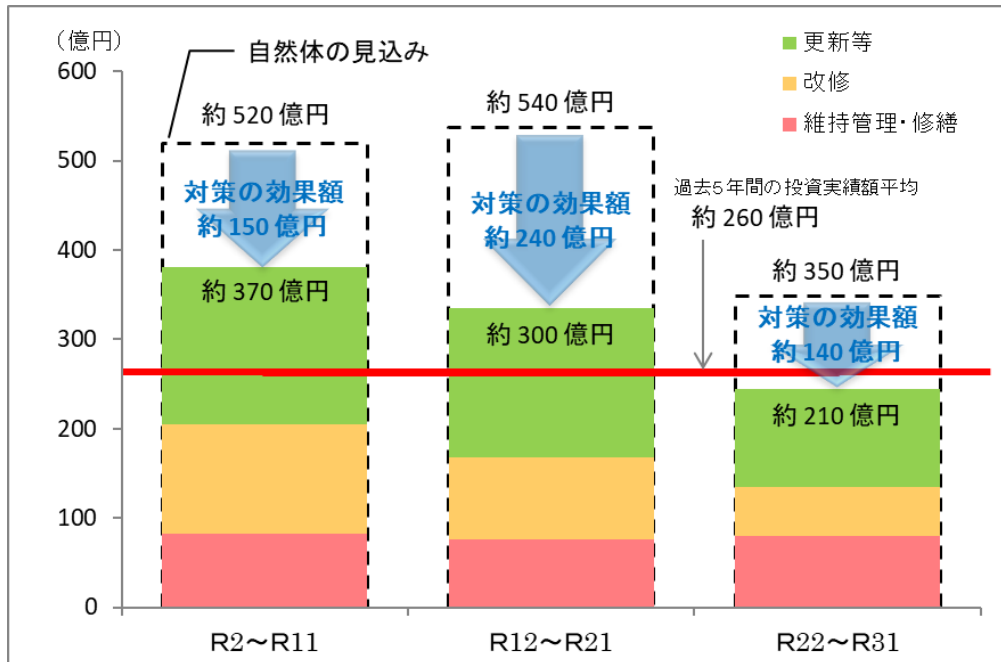 (億円)
自然体の見込み
更新等
改修
維持管理・修繕
600
500
400
300
200
100
0
約 520 億円
対策の効果額
約 150 億円
約 370 億円
約 540 億円
対策の効果額
約 240 億円
約 300 億円
過去5年間の投資実績額平均
約 260 億円
約 350 億円
対策の効果額
約 140 億円
約 210 億円
R2～R11
R12～R21
R22～R31